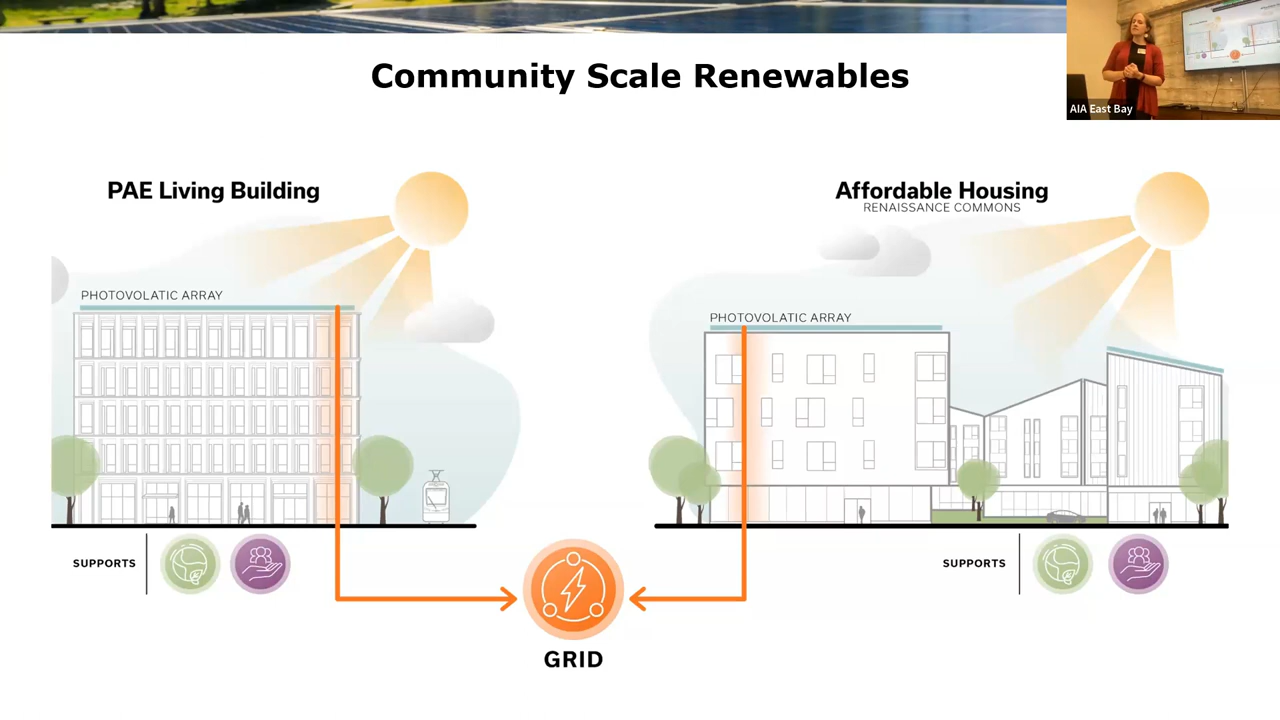 Community Scale Renewables
AIA East Bay
PAE Living Building
PHOTOVOLATIC ARRAY
SUPPORTS
Affordable Housing
RENAISSANCE COMMONS
PHOTOVOLATIC ARRAY
SUPPORTS
GRID